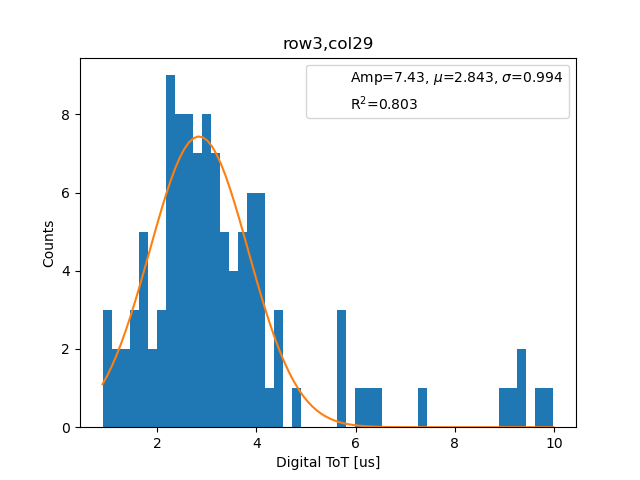 row3,col29
Amp=7.43, μ=2.843, σ=0.994
R²=0.803
Counts
8
6
4
2
0
2 4 6 8 10
Digital ToT [us]